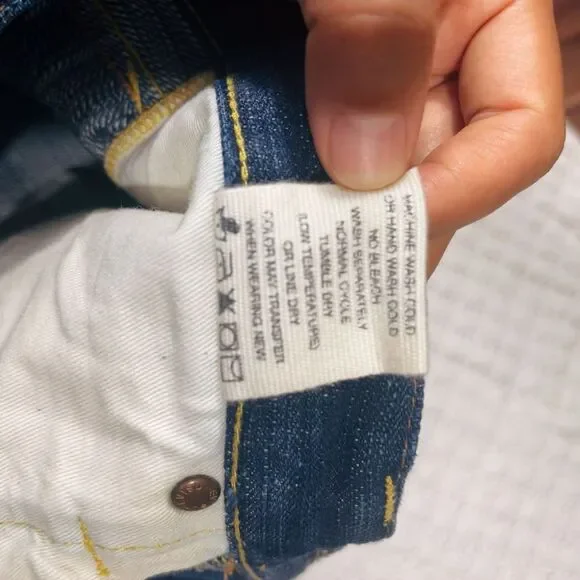 MACHINE WASH COLD
OR HAND WASH COLD
NO BLEACH
WASH SEPARATELY
NORMAL CYCLE
TUMBLE DRY
(LOW TEMPERATURE)
OR LINE DRY
COLOR MAY TRANSFER
WHEN WEARING NEW